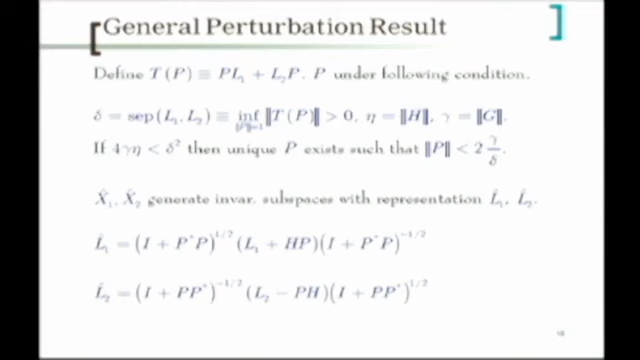 General Perturbation Result
Define T(P) ≡ PL₁ + L₂P. P under following condition.
δ = sep(L₁, L₂) ≡ inf_{‖P‖=1} ‖T(P)‖ > 0, η = ‖H‖, γ = ‖G‖.
If 4γη < δ² then unique P exists such that ‖P‖ < 2 γ/δ.
X̂₁, X̂₂ generate invar. subspaces with representation L̂₁, L̂₂.
L̂₁ = (I + P*P)^{1/2} (L₁ + HP)(I + P*P)^{-1/2}
L̂₂ = (I + PP*)^{-1/2} (L₂ − PH)(I + PP*)^{1/2}